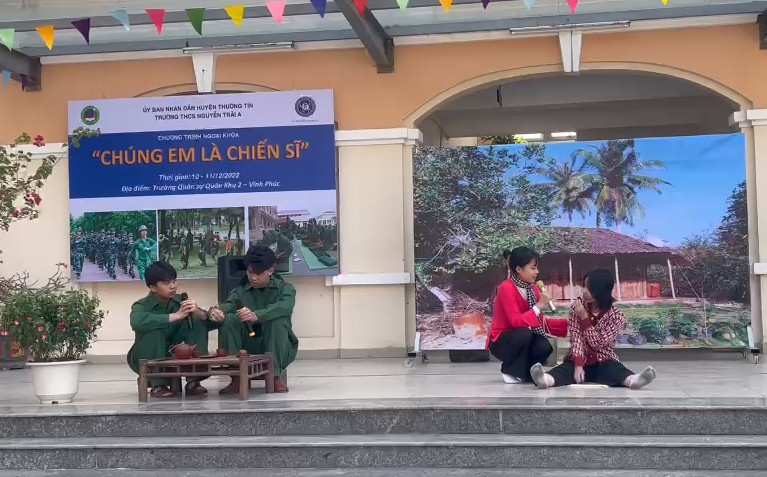 ỦY BAN NHÂN DÂN HUYỆN THƯỜNG TÍN
TRƯỜNG THCS NGUYỄN TRÃI A
CHƯƠNG TRÌNH NGOẠI KHÓA
“CHÚNG EM LÀ CHIẾN SĨ”
Thời gian: 10 - 11/12/2022
Địa điểm: Trường Quân sự Quân Khu 2 – Vĩnh Phúc